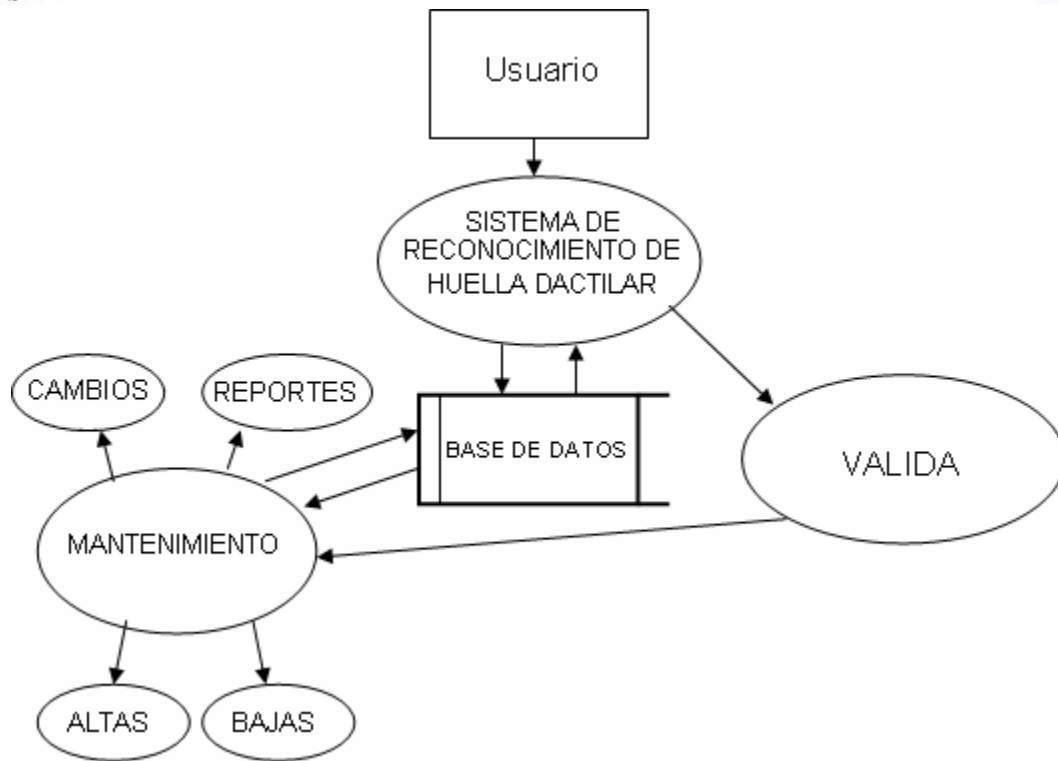 Usuario
SISTEMA DE
RECONOCIMIENTO DE
HUELLA DACTILAR
CAMBIOS
REPORTES
BASE DE DATOS
VALIDA
MANTENIMIENTO
ALTAS
BAJAS